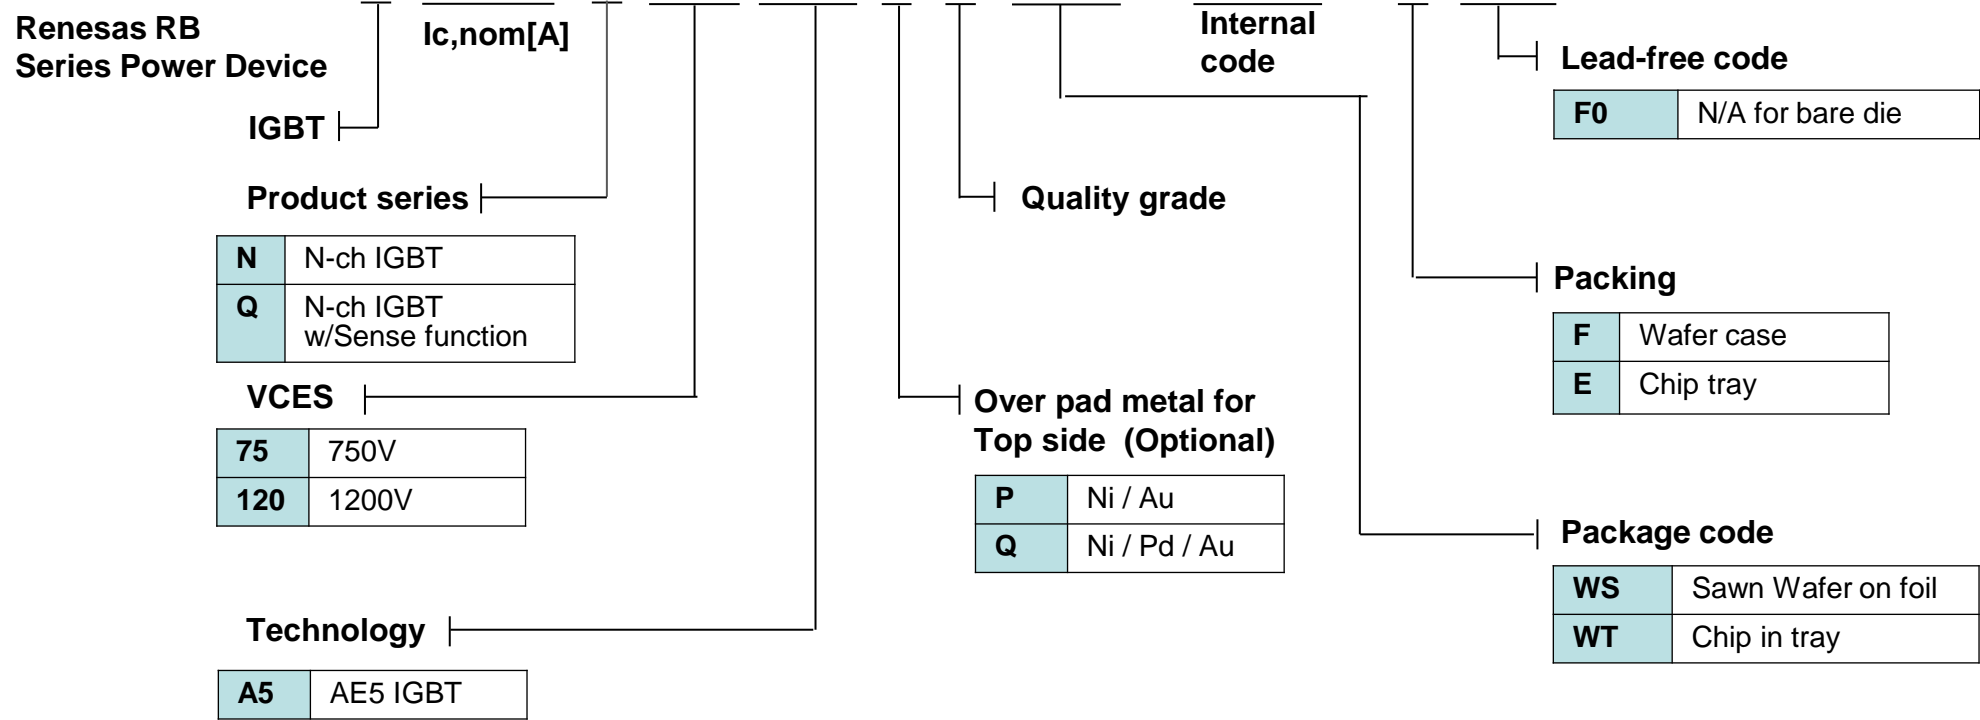 Renesas RB
Series Power Device
Ic,nom[A]
Internal
code
IGBT
Product series
N N-ch IGBT
Q N-ch IGBT
w/Sense function
VCES
75 750V
120 1200V
Technology
A5 AE5 IGBT
Quality grade
Over pad metal for
Top side (Optional)
P Ni / Au
Q Ni / Pd / Au
Lead-free code
F0 N/A for bare die
Packing
F Wafer case
E Chip tray
Package code
WS Sawn Wafer on foil
WT Chip in tray